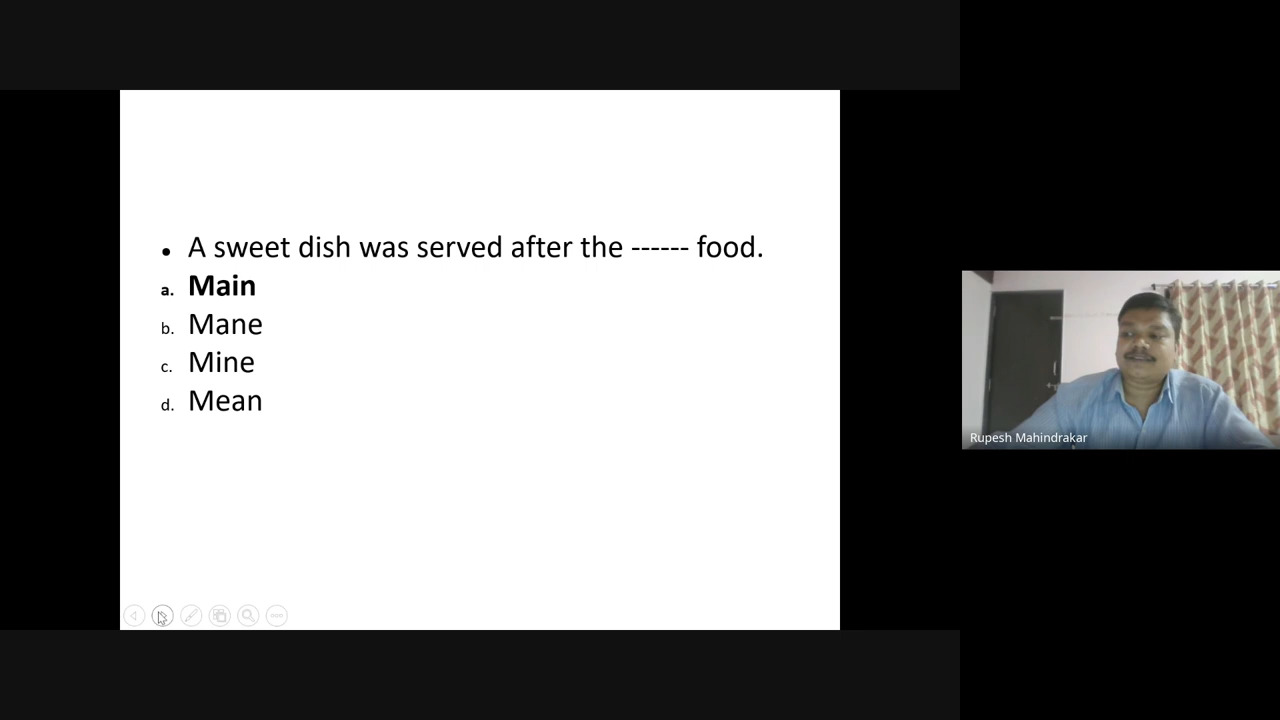 • A sweet dish was served after the ------ food.
a. Main
b. Mane
c. Mine
d. Mean
Rupesh Mahindrakar